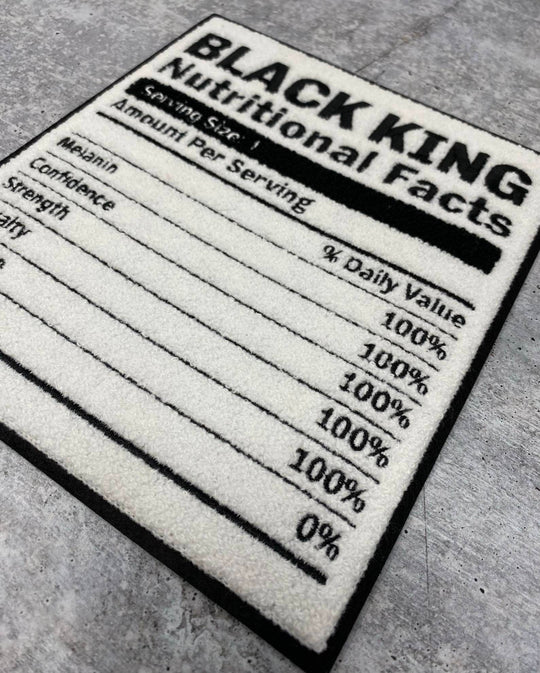 BLACK KING
Nutritional Facts
Serving Size: 1
Amount Per Serving
% Daily Value
Melanin 100%
Confidence 100%
Strength 100%
alty 100%
100%
0%